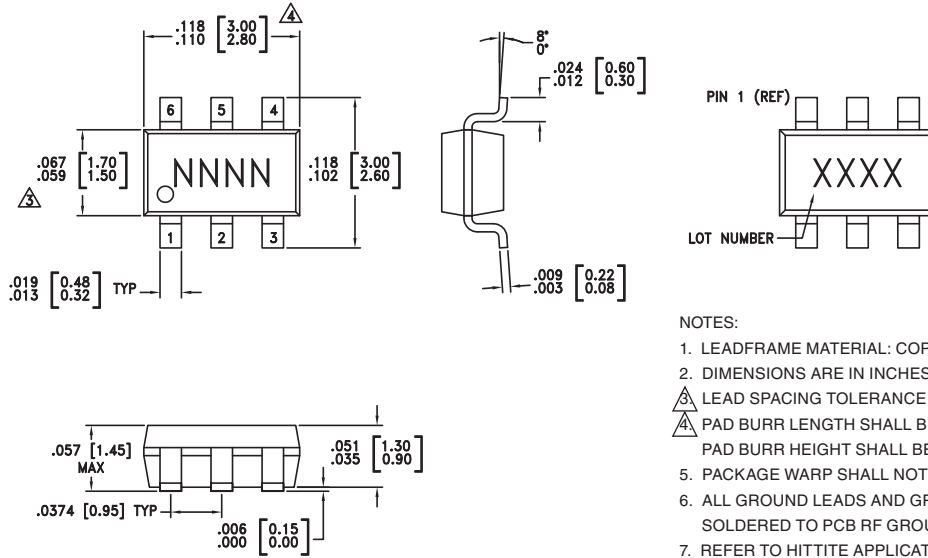 .118 [3.00] 4
.110 [2.80]
6 5 4
.067 [1.70]
.059 [1.50]
3
NNNN
.118 [3.00]
.102 [2.60]
1 2 3
.019 [0.48] TYP
.013 [0.32]
8°
0°
.024 [0.60]
.012 [0.30]
.009 [0.22]
.003 [0.08]
PIN 1 (REF)
XXXX
LOT NUMBER
.057 [1.45]
MAX
.051 [1.30]
.035 [0.90]
.0374 [0.95] TYP
.006 [0.15]
.000 [0.00]
NOTES:
1. LEADFRAME MATERIAL: COP
2. DIMENSIONS ARE IN INCHES
3. LEAD SPACING TOLERANCE
4. PAD BURR LENGTH SHALL B
PAD BURR HEIGHT SHALL BE
5. PACKAGE WARP SHALL NOT
6. ALL GROUND LEADS AND GR
SOLDERED TO PCB RF GROU
7. REFER TO HITTITE APPLICAT